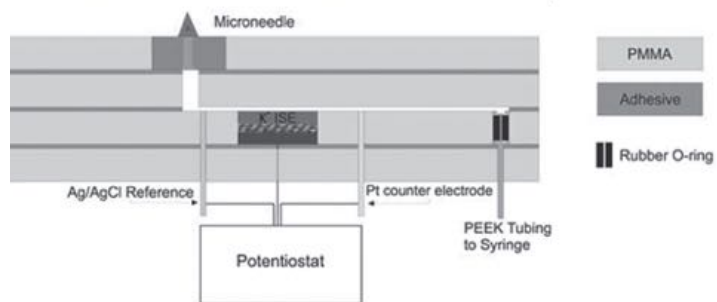 Microneedle
PMMA
Adhesive
K⁺ ISE
Rubber O-ring
Ag/AgCl Reference
Pt counter electrode
PEEK Tubing
to Syringe
Potentiostat